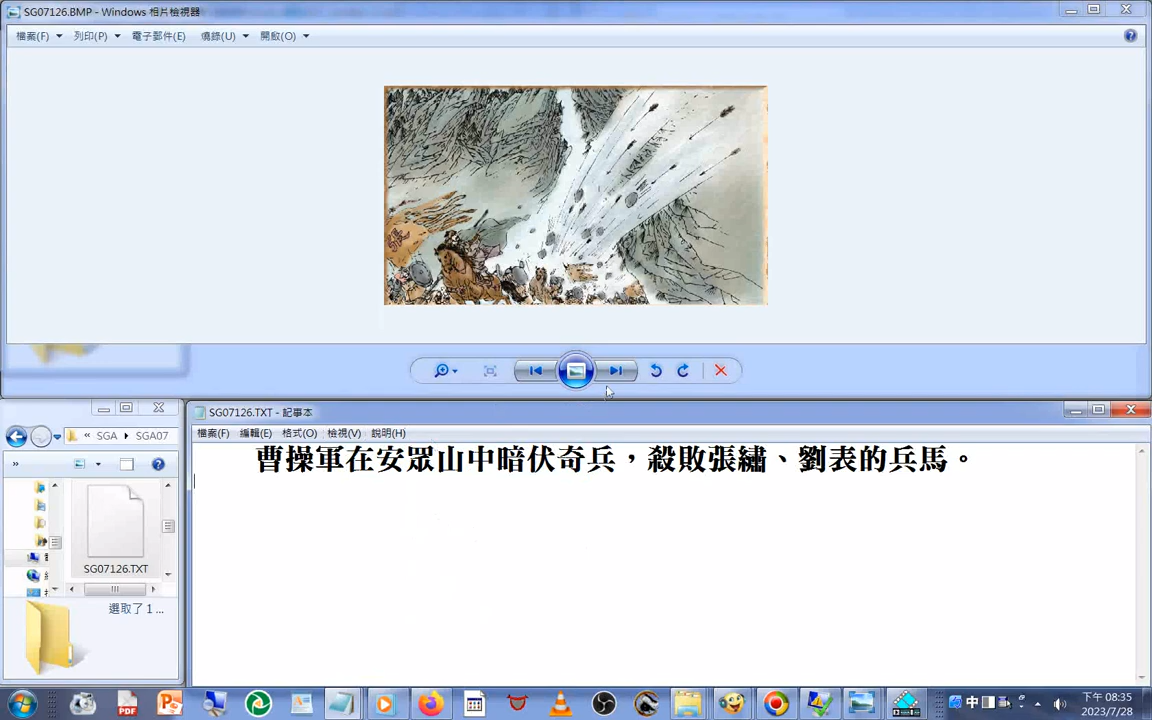 SG07126.BMP - Windows 相片檢視器
檔案(F) 列印(P) 電子郵件(E) 燒錄(U) 開啟(O)
SGA SGA07
SG07126.TXT
選取了 1 ...
SG07126.TXT - 記事本
檔案(F) 編輯(E) 格式(O) 檢視(V) 說明(H)
曹操軍在安眾山中暗伏奇兵，殺敗張繡、劉表的兵馬。
PDF
中
下午 08:35
2023/7/28